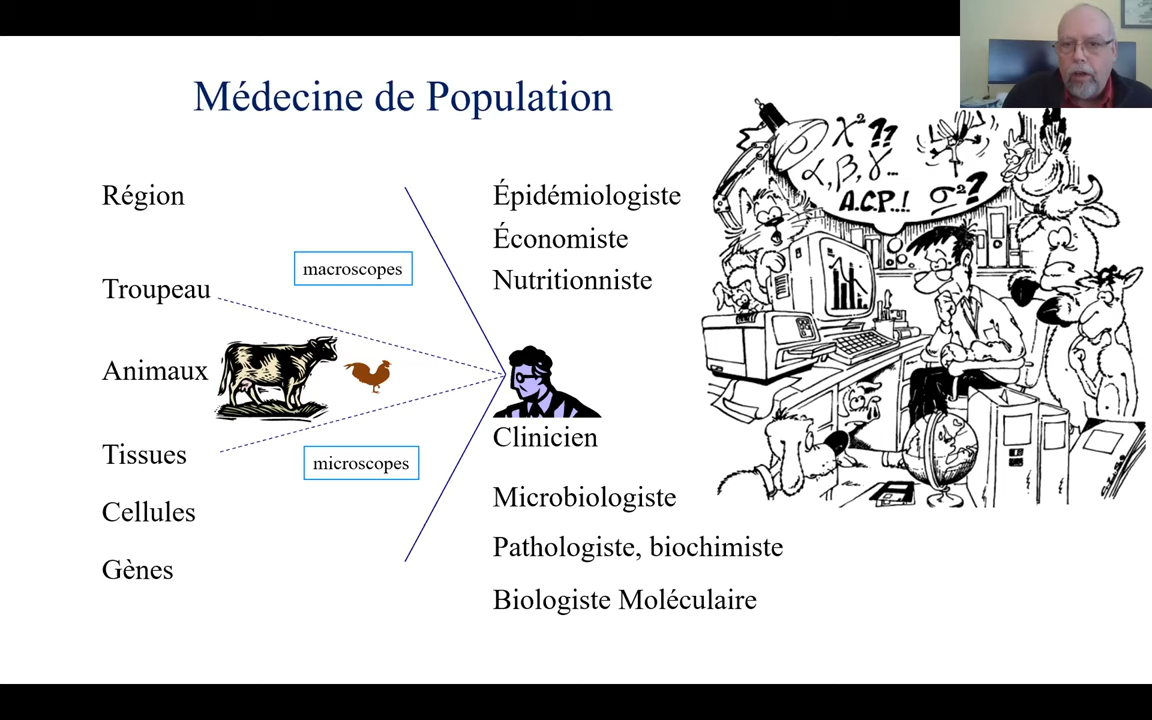 Médecine de Population
Région
Troupeau
Animaux
Tissues
Cellules
Gènes
macroscopes
microscopes
Épidémiologiste
Économiste
Nutritionniste
Clinicien
Microbiologiste
Pathologiste, biochimiste
Biologiste Moléculaire
χ² ??
α, β, γ...
A.C.P..!
σ²?